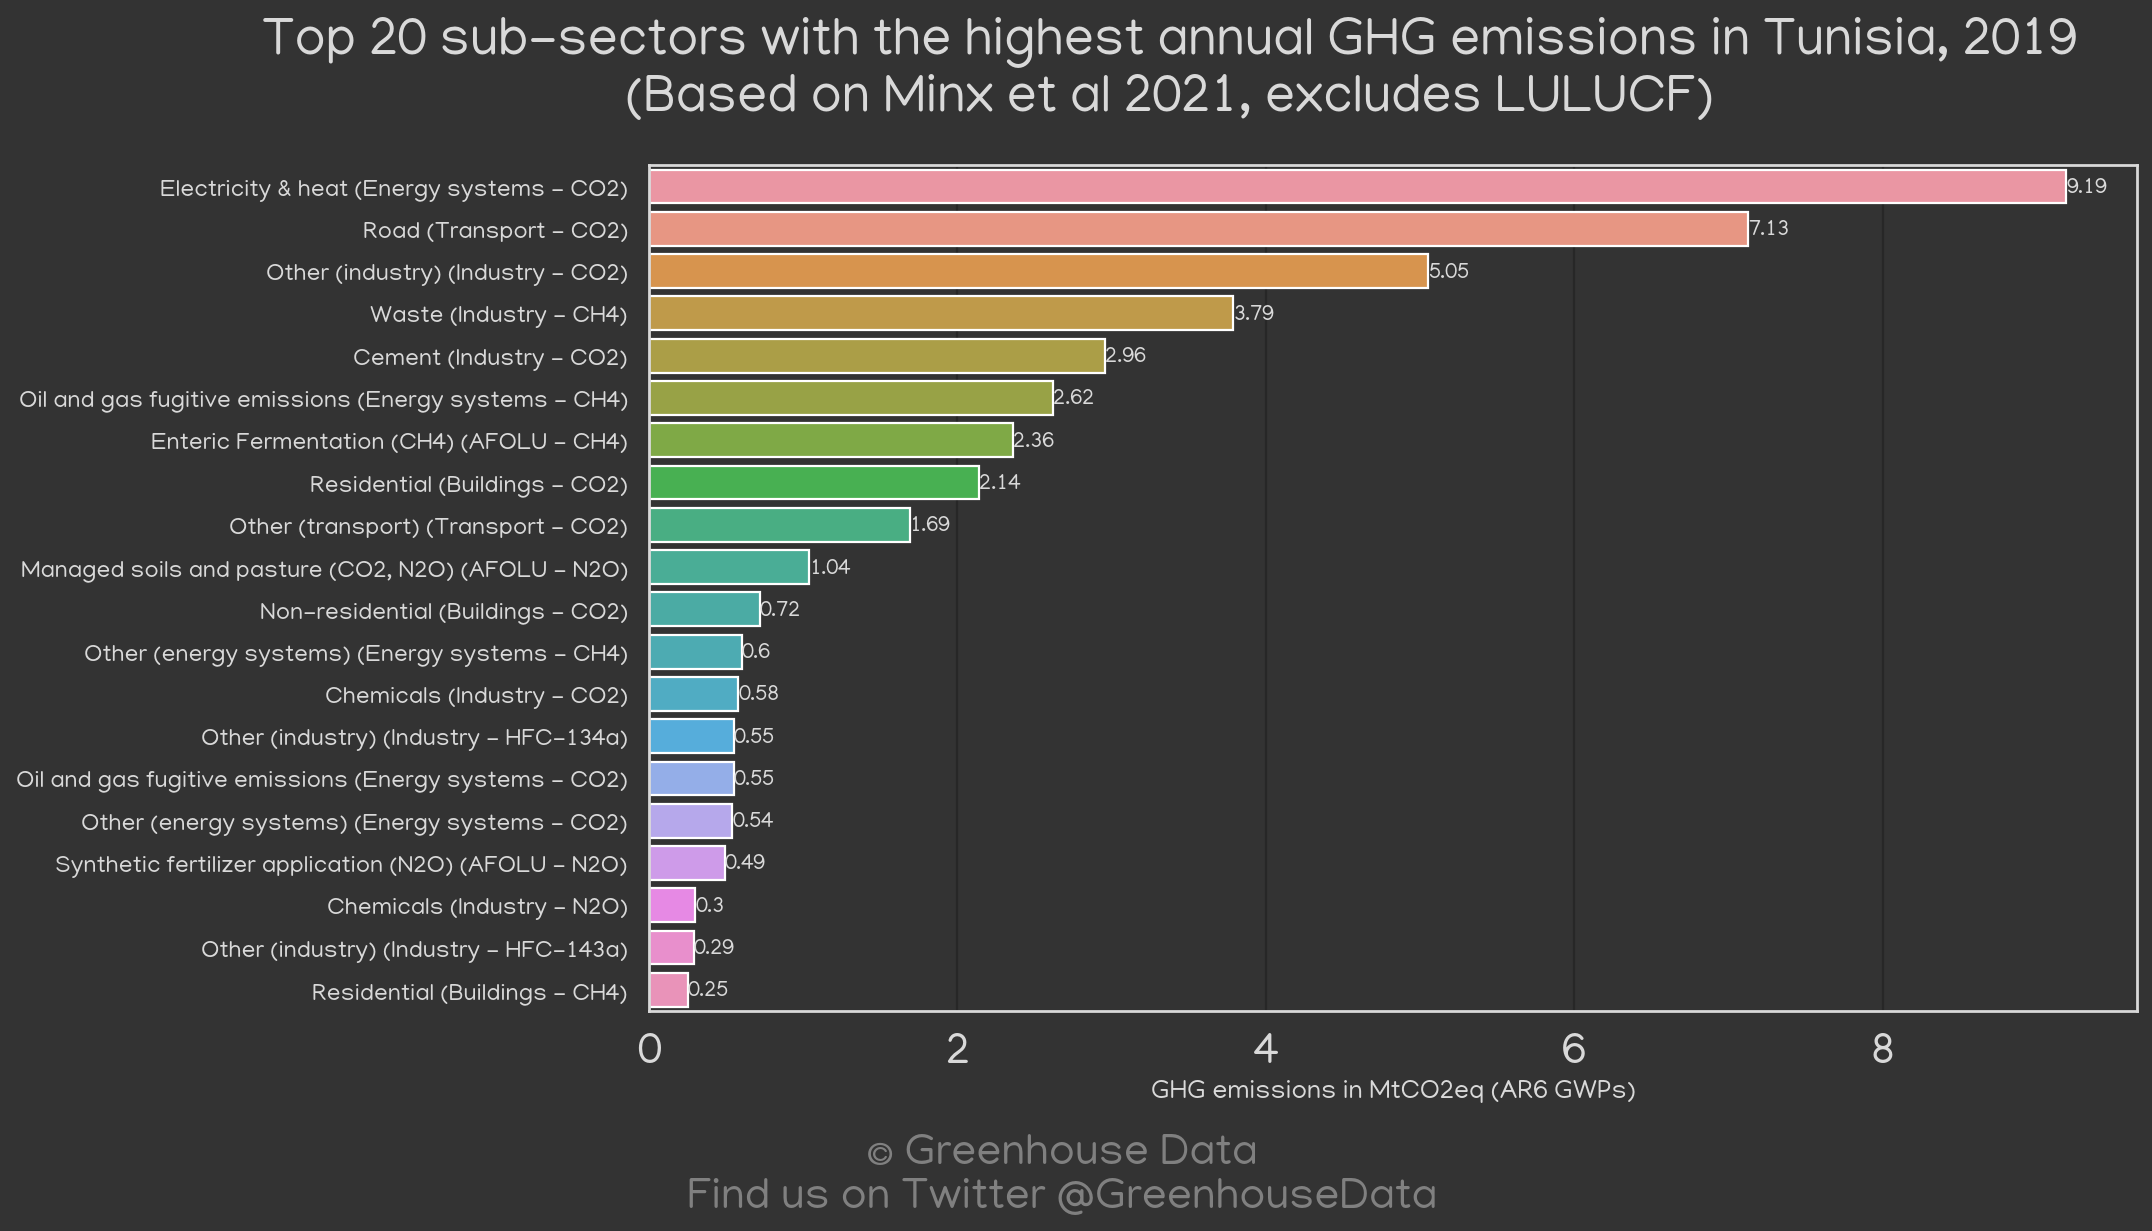 Top 20 sub-sectors with the highest annual GHG emissions in Tunisia, 2019
(Based on Minx et al 2021, excludes LULUCF)
Electricity & heat (Energy systems - CO2) 9.19
Road (Transport - CO2) 7.13
Other (industry) (Industry - CO2) 5.05
Waste (Industry - CH4) 3.79
Cement (Industry - CO2) 2.96
Oil and gas fugitive emissions (Energy systems - CH4) 2.62
Enteric Fermentation (CH4) (AFOLU - CH4) 2.36
Residential (Buildings - CO2) 2.14
Other (transport) (Transport - CO2) 1.69
Managed soils and pasture (CO2, N2O) (AFOLU - N2O) 1.04
Non-residential (Buildings - CO2) 0.72
Other (energy systems) (Energy systems - CH4) 0.6
Chemicals (Industry - CO2) 0.58
Other (industry) (Industry - HFC-134a) 0.55
Oil and gas fugitive emissions (Energy systems - CO2) 0.55
Other (energy systems) (Energy systems - CO2) 0.54
Synthetic fertilizer application (N2O) (AFOLU - N2O) 0.49
Chemicals (Industry - N2O) 0.3
Other (industry) (Industry - HFC-143a) 0.29
Residential (Buildings - CH4) 0.25
0 2 4 6 8
GHG emissions in MtCO2eq (AR6 GWPs)
© Greenhouse Data
Find us on Twitter @GreenhouseData